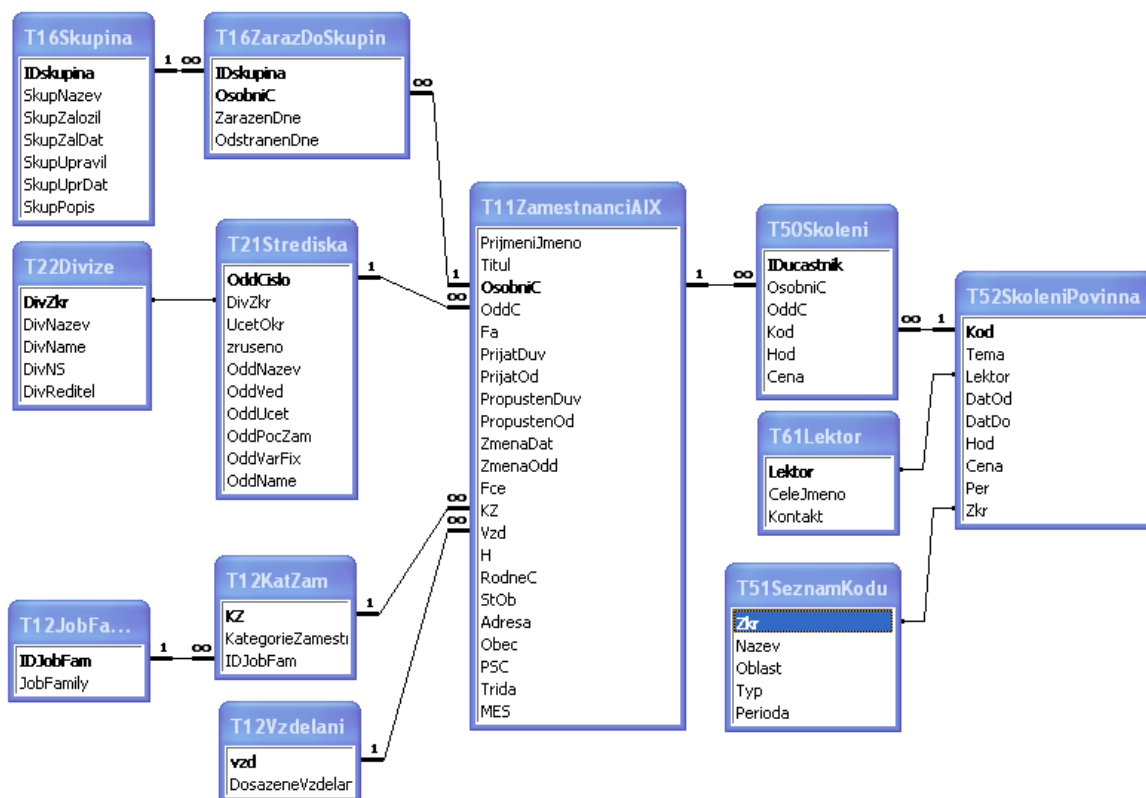 T16Skupina
IDskupina
SkupNazev
SkupZalozil
SkupZalDat
SkupUpravil
SkupUprDat
SkupPopis
1 ∞
T16ZarazDoSkupin
IDskupina
OsobniC
ZarazenDne
OdstranenDne
∞
1
T22Divize
DivZkr
DivNazev
DivName
DivNS
DivReditel
T21Strediska
OddCislo
DivZkr
UcetOkr
zruseno
OddNazev
OddVed
OddUcet
OddPocZam
OddVarFix
OddName
1
∞
T11ZamestnanciAIX
PrijmeniJmeno
Titul
OsobniC
OddC
Fa
PrijatDuv
PrijatOd
PropustenDuv
PropustenOd
ZmenaDat
ZmenaOdd
Fce
KZ
Vzd
H
RodneC
StOb
Adresa
Obec
PSC
Trida
MES
1 ∞
T50Skoleni
IDucastnik
OsobniC
OddC
Kod
Hod
Cena
∞ 1
T52SkoleniPovinna
Kod
Tema
Lektor
DatOd
DatDo
Hod
Cena
Per
Zkr
T61Lektor
Lektor
CeleJmeno
Kontakt
T51SeznamKodu
Zkr
Nazev
Oblast
Typ
Perioda
T12JobFa...
IDJobFam
JobFamily
1 ∞
T12KatZam
KZ
KategorieZamestr
IDJobFam
1
∞
T12Vzdelani
vzd
DosazeneVzdelar
1
∞